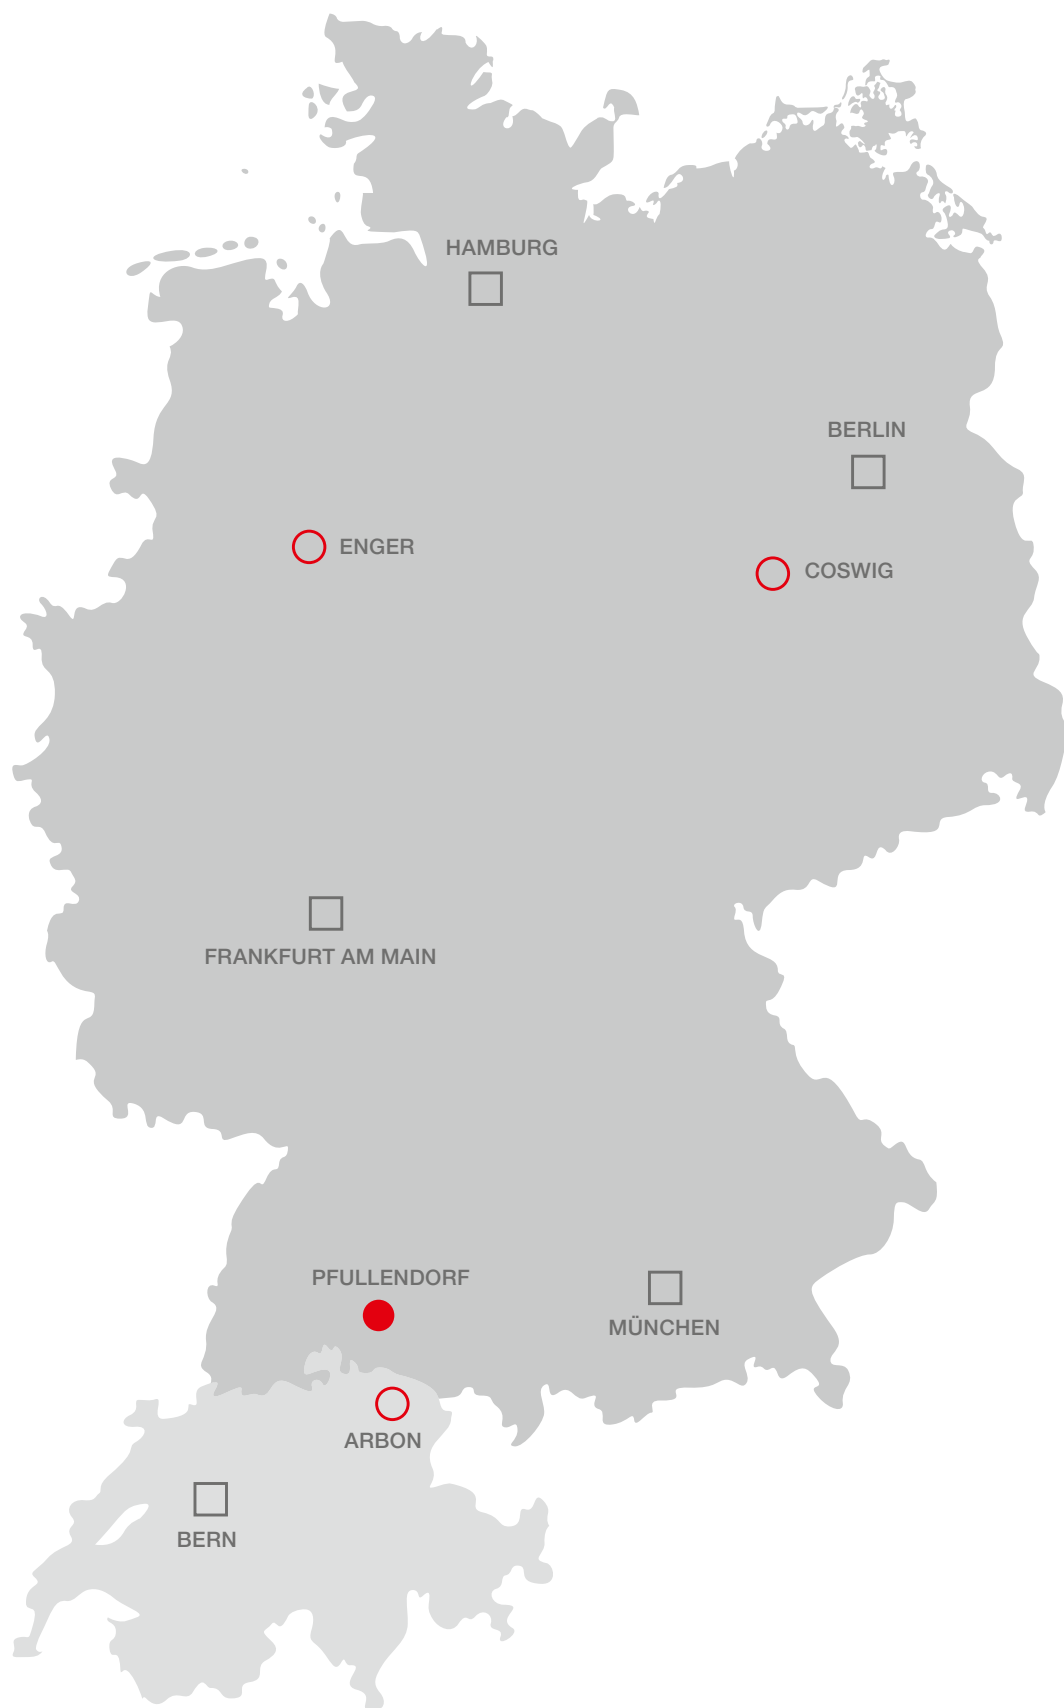 HAMBURG
BERLIN
ENGER
COSWIG
FRANKFURT AM MAIN
PFULLENDORF
MÜNCHEN
ARBON
BERN